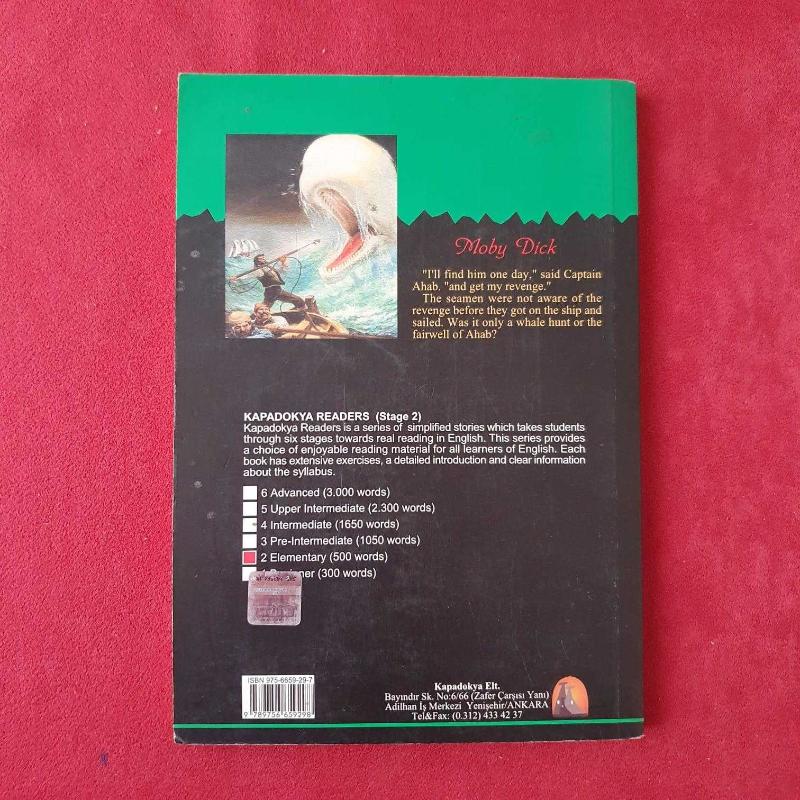 Moby Dick
"I'll find him one day," said Captain
Ahab. "and get my revenge."
The seamen were not aware of the
revenge before they got on the ship and
sailed. Was it only a whale hunt or the
fairwell of Ahab?
KAPADOKYA READERS (Stage 2)
Kapadokya Readers is a series of simplified stories which takes students
through six stages towards real reading in English. This series provides
a choice of enjoyable reading material for all learners of English. Each
book has extensive exercises, a detailed introduction and clear information
about the syllabus.
6 Advanced (3.000 words)
5 Upper Intermediate (2.300 words)
4 Intermediate (1650 words)
3 Pre-Intermediate (1050 words)
2 Elementary (500 words)
(300 words)
ISBN 975-6659-29-7
9 789756 659298
Kapadokya Elt.
Bayındır Sk. No:6/66 (Zafer Çarşısı Yanı)
Adilhan İş Merkezi Yenişehir/ANKARA
Tel&Fax: (0.312) 433 42 37